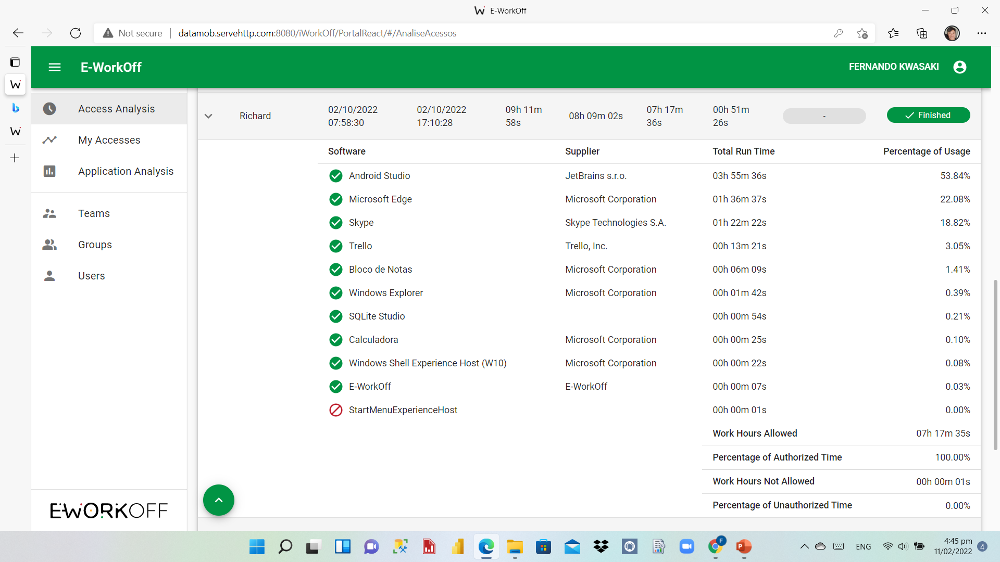 E-WorkOff
Not secure
datamob.servehttp.com:8080/iWorkOff/PortalReact/#/AnaliseAcessos
E-WorkOff
FERNANDO KWASAKI
Access Analysis
My Accesses
Application Analysis
Teams
Groups
Users
EWORKOFF
Richard 02/10/2022 02/10/2022 09h 11m 08h 09m 02s 07h 17m 00h 51m - Finished
07:58:30 17:10:28 58s 36s 26s
Software Supplier Total Run Time Percentage of Usage
Android Studio JetBrains s.r.o. 03h 55m 36s 53.84%
Microsoft Edge Microsoft Corporation 01h 36m 37s 22.08%
Skype Skype Technologies S.A. 01h 22m 22s 18.82%
Trello Trello, Inc. 00h 13m 21s 3.05%
Bloco de Notas Microsoft Corporation 00h 06m 09s 1.41%
Windows Explorer Microsoft Corporation 00h 01m 42s 0.39%
SQLite Studio 00h 00m 54s 0.21%
Calculadora Microsoft Corporation 00h 00m 25s 0.10%
Windows Shell Experience Host (W10) Microsoft Corporation 00h 00m 22s 0.08%
E-WorkOff E-WorkOff 00h 00m 07s 0.03%
StartMenuExperienceHost 00h 00m 01s 0.00%
Work Hours Allowed 07h 17m 35s
Percentage of Authorized Time 100.00%
Work Hours Not Allowed 00h 00m 01s
Percentage of Unauthorized Time 0.00%
ENG
4:45 pm
11/02/2022
4